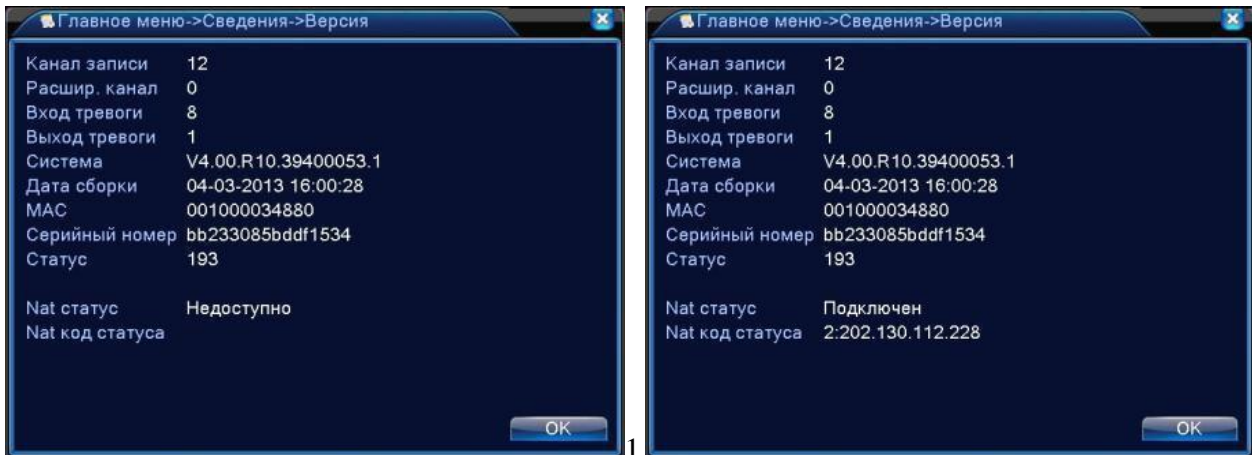 Главное меню->Сведения->Версия
Канал записи 12
Расшир. канал 0
Вход тревоги 8
Выход тревоги 1
Система V4.00.R10.39400053.1
Дата сборки 04-03-2013 16:00:28
MAC 001000034880
Серийный номер bb233085bddf1534
Статус 193
Nat статус Недоступно
Nat код статуса
OK
1
Главное меню->Сведения->Версия
Канал записи 12
Расшир. канал 0
Вход тревоги 8
Выход тревоги 1
Система V4.00.R10.39400053.1
Дата сборки 04-03-2013 16:00:28
MAC 001000034880
Серийный номер bb233085bddf1534
Статус 193
Nat статус Подключен
Nat код статуса 2:202.130.112.228
OK